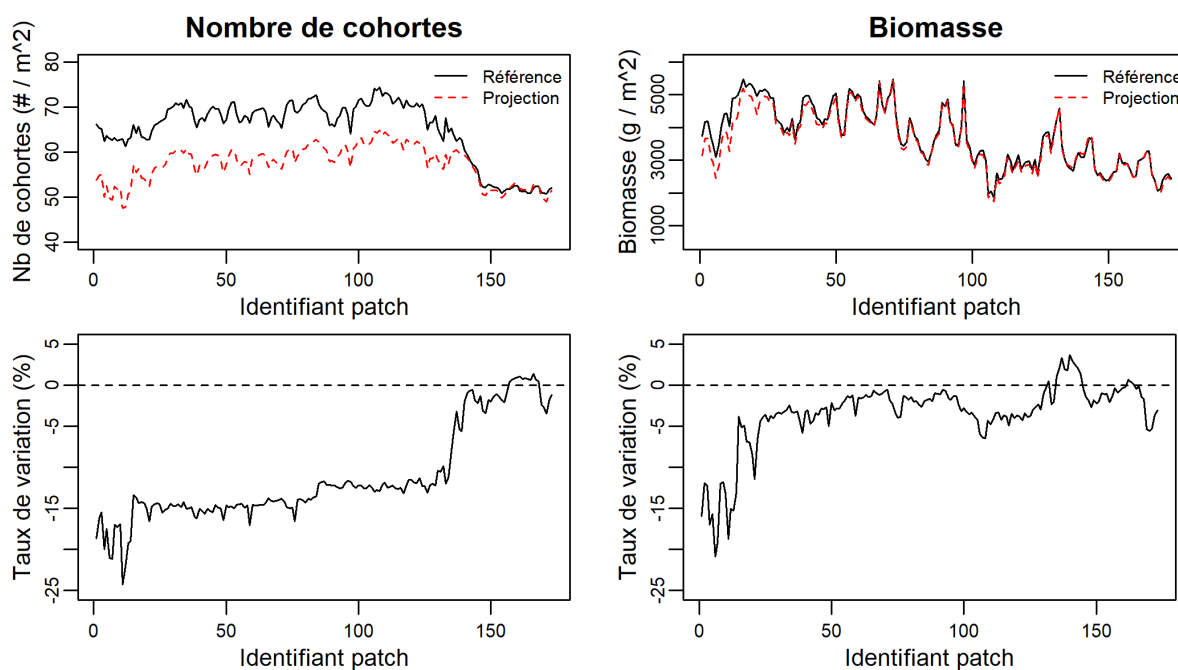 Nombre de cohortes
Nb de cohortes (# / m^2)
80
70
60
50
40
Référence
Projection
0
50
100
150
Identifiant patch
Biomasse
Biomasse (g / m^2)
5000
3000
1000
Référence
Projection
0
50
100
150
Identifiant patch
Taux de variation (%)
5
0
-5
-15
-25
0
50
100
150
Identifiant patch
Taux de variation (%)
5
0
-5
-15
-25
0
50
100
150
Identifiant patch